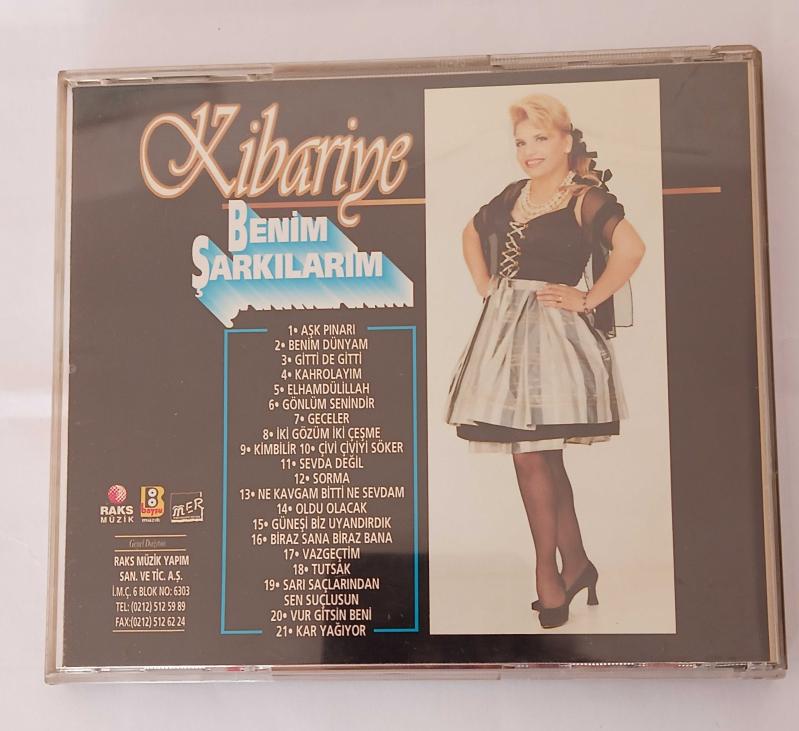 Kibariye
BENİM
ŞARKILARIM
1• AŞK PINARI
2• BENİM DÜNYAM
3• GİTTİ DE GİTTİ
4• KAHROLAYIM
5• ELHAMDÜLİLLAH
6• GÖNLÜM SENİNDİR
7• GECELER
8• İKİ GÖZÜM İKİ ÇEŞME
9• KİMBİLİR 10• ÇİVİ ÇİVİYİ SÖKER
11• SEVDA DEĞİL
12• SORMA
13• NE KAVGAM BİTTİ NE SEVDAM
14• OLDU OLACAK
15• GÜNEŞİ BİZ UYANDIRDIK
16• BİRAZ SANA BİRAZ BANA
17• VAZGEÇTİM
18• TUTSAK
19• SARI SAÇLARINDAN
SEN SUÇLUSUN
20• VUR GİTSİN BENİ
21• KAR YAĞIYOR
RAKS
MÜZİK
baysu
müzik
MER
Genel Dağıtım
RAKS MÜZİK YAPIM
SAN. VE TİC. A.Ş.
İ.M.Ç. 6 BLOK NO: 6303
TEL: (0212) 512 59 89
FAX:(0212) 512 62 24